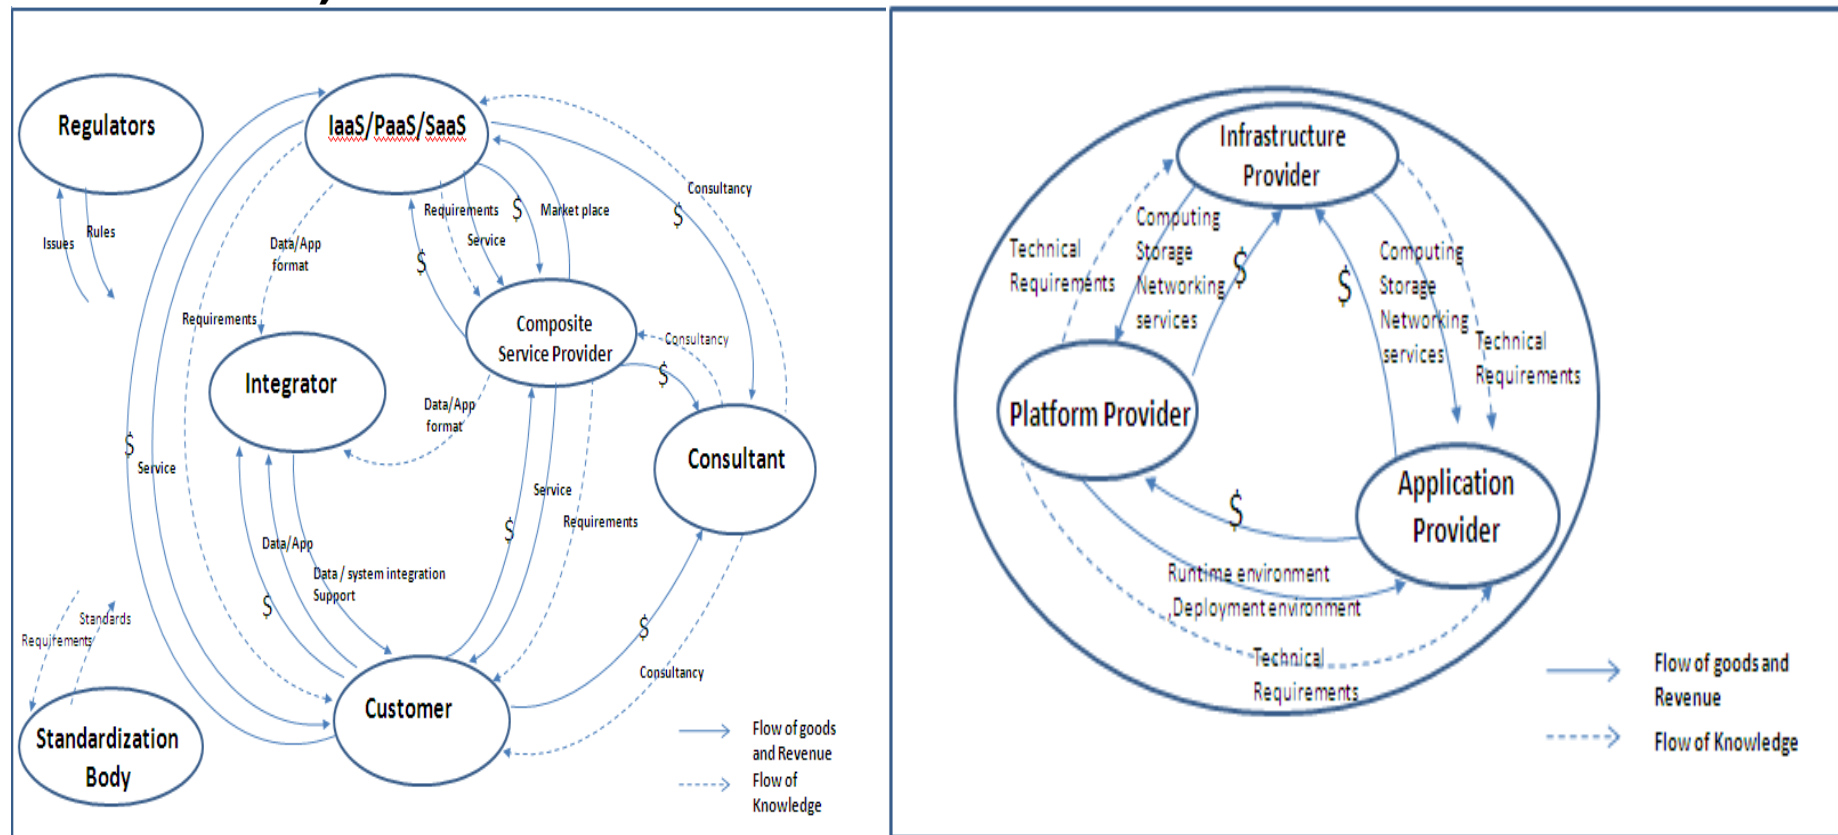 Regulators
IaaS/PaaS/SaaS
Consultancy
$
Requirements
$
Market place
Issues
Rules
Service
Data/App
format
$
Requirements
Composite
Service Provider
Consultancy
$
Integrator
Data/App
format
$
Service
Consultant
Service
Requirements
$
Data/App
Data / system integration
Support
$
Standards
Requirements
$
Consultancy
Customer
Standardization
Body
Flow of goods
and Revenue
Flow of
Knowledge
Infrastructure
Provider
Technical
Requirements
Computing
Storage
Networking
services
$
$
Computing
Storage
Networking
services
Technical
Requirements
Platform Provider
Application
Provider
$
Runtime environment
,Deployment environment
Technical
Requirements
Flow of goods and
Revenue
Flow of Knowledge